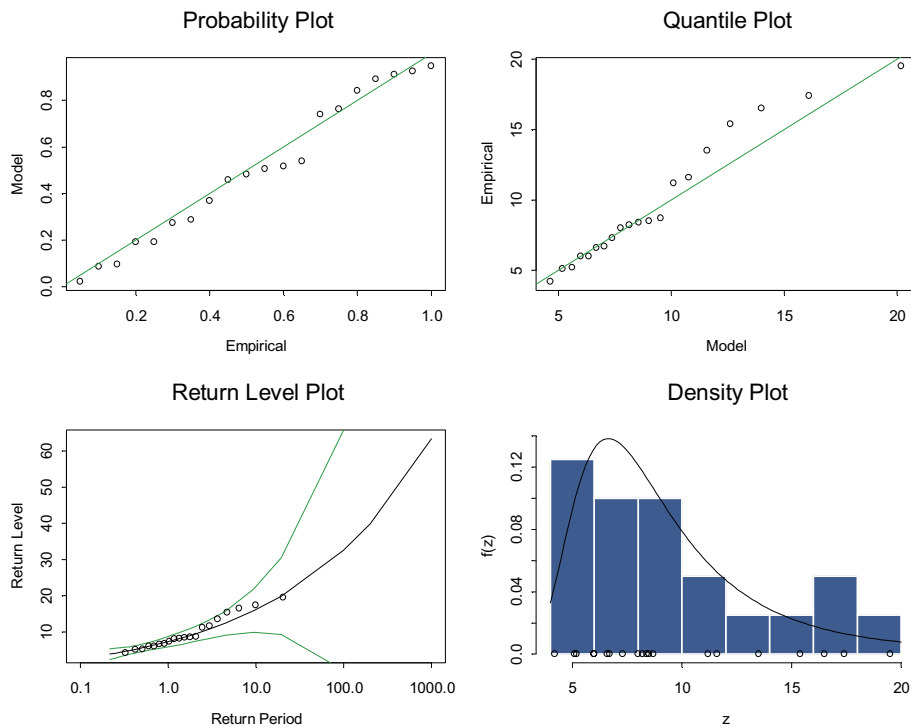 Probability Plot
0.0 0.2 0.4 0.6 0.8
Model
0.2 0.4 0.6 0.8 1.0
Empirical
Quantile Plot
5 10 15 20
Empirical
5 10 15 20
Model
Return Level Plot
10 20 30 40 50 60
Return Level
0.1 1.0 10.0 100.0 1000.0
Return Period
Density Plot
0.0 0.04 0.12
f(z)
5 10 15 20
z